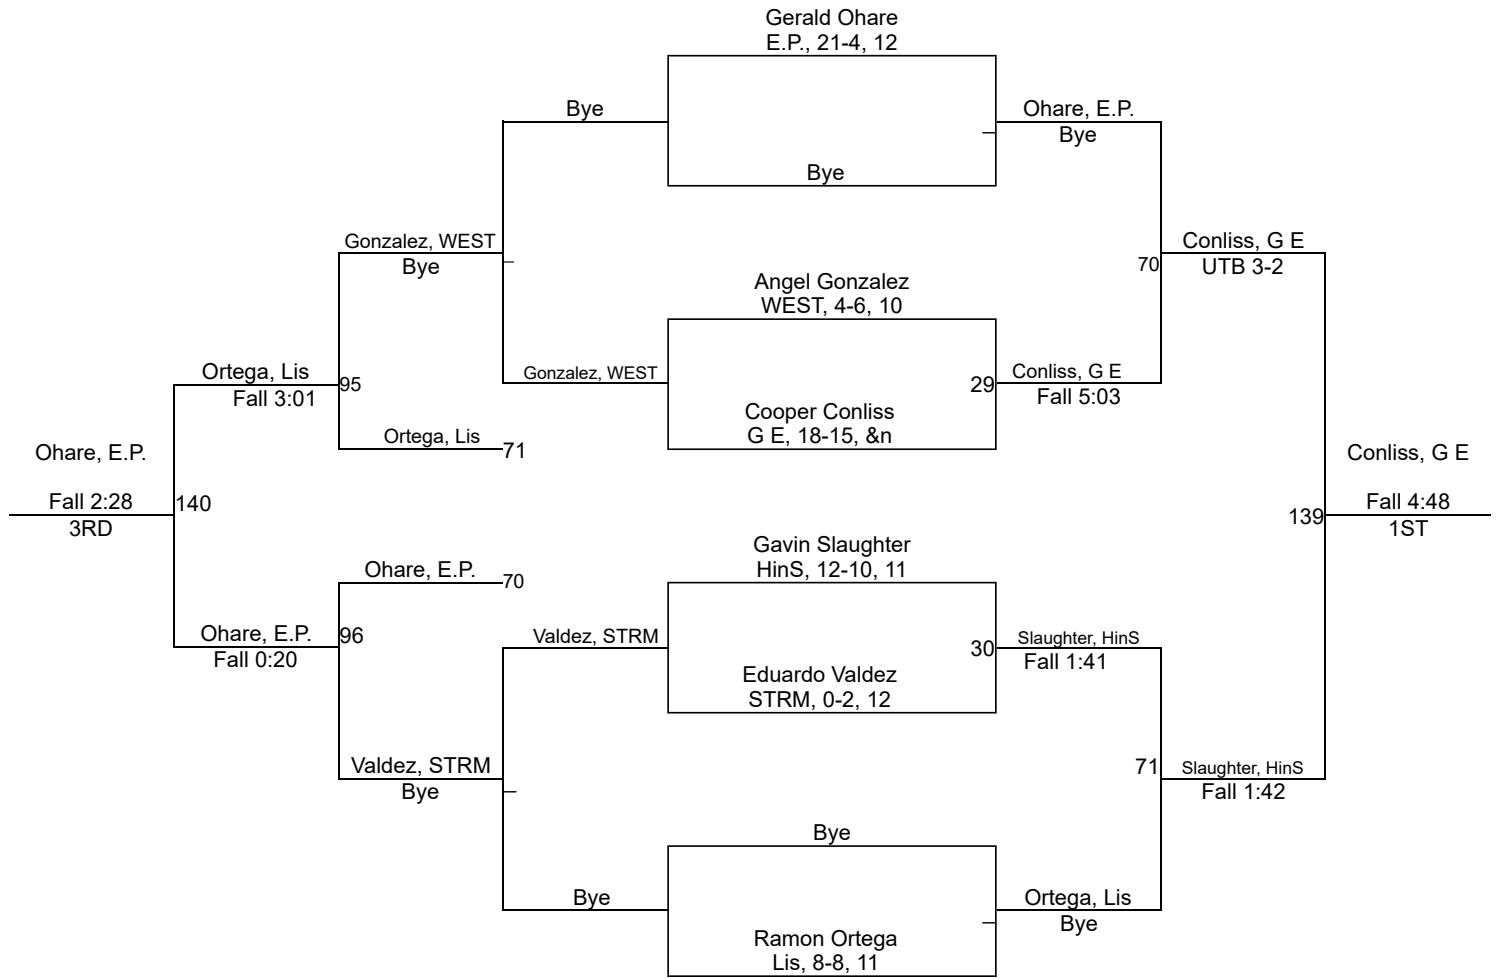 Gerald Ohare
E.P., 21-4, 12
Bye
Ohare, E.P.
Bye
Bye
Gonzalez, WEST
Bye
Conliss, G E
70
UTB 3-2
Angel Gonzalez
WEST, 4-6, 10
Ortega, Lis
95
Fall 3:01
Gonzalez, WEST
29
Conliss, G E
Fall 5:03
Cooper Conliss
G E, 18-15, &n
Ortega, Lis
71
Ohare, E.P.
Conliss, G E
Fall 2:28
140
3RD
Fall 4:48
139
1ST
Gavin Slaughter
HinS, 12-10, 11
Ohare, E.P.
70
Ohare, E.P.
96
Fall 0:20
Valdez, STRM
30
Slaughter, HinS
Fall 1:41
Eduardo Valdez
STRM, 0-2, 12
Valdez, STRM
Bye
71
Slaughter, HinS
Fall 1:42
Bye
Bye
Ortega, Lis
Bye
Ramon Ortega
Lis, 8-8, 11